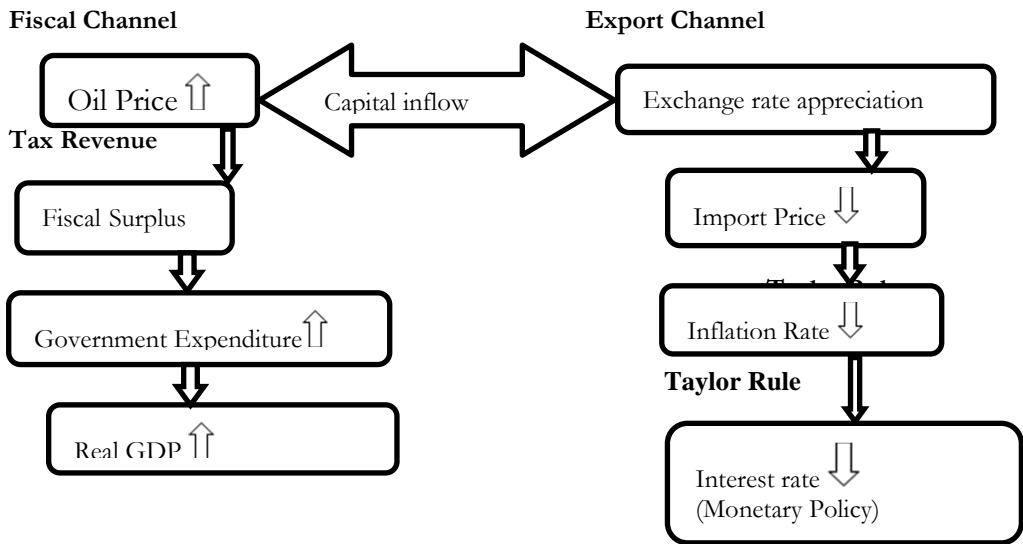 Fiscal Channel
Export Channel
Oil Price
Capital inflow
Exchange rate appreciation
Tax Revenue
Fiscal Surplus
Import Price
Government Expenditure
Inflation Rate
Taylor Rule
Real GDP
Interest rate
(Monetary Policy)